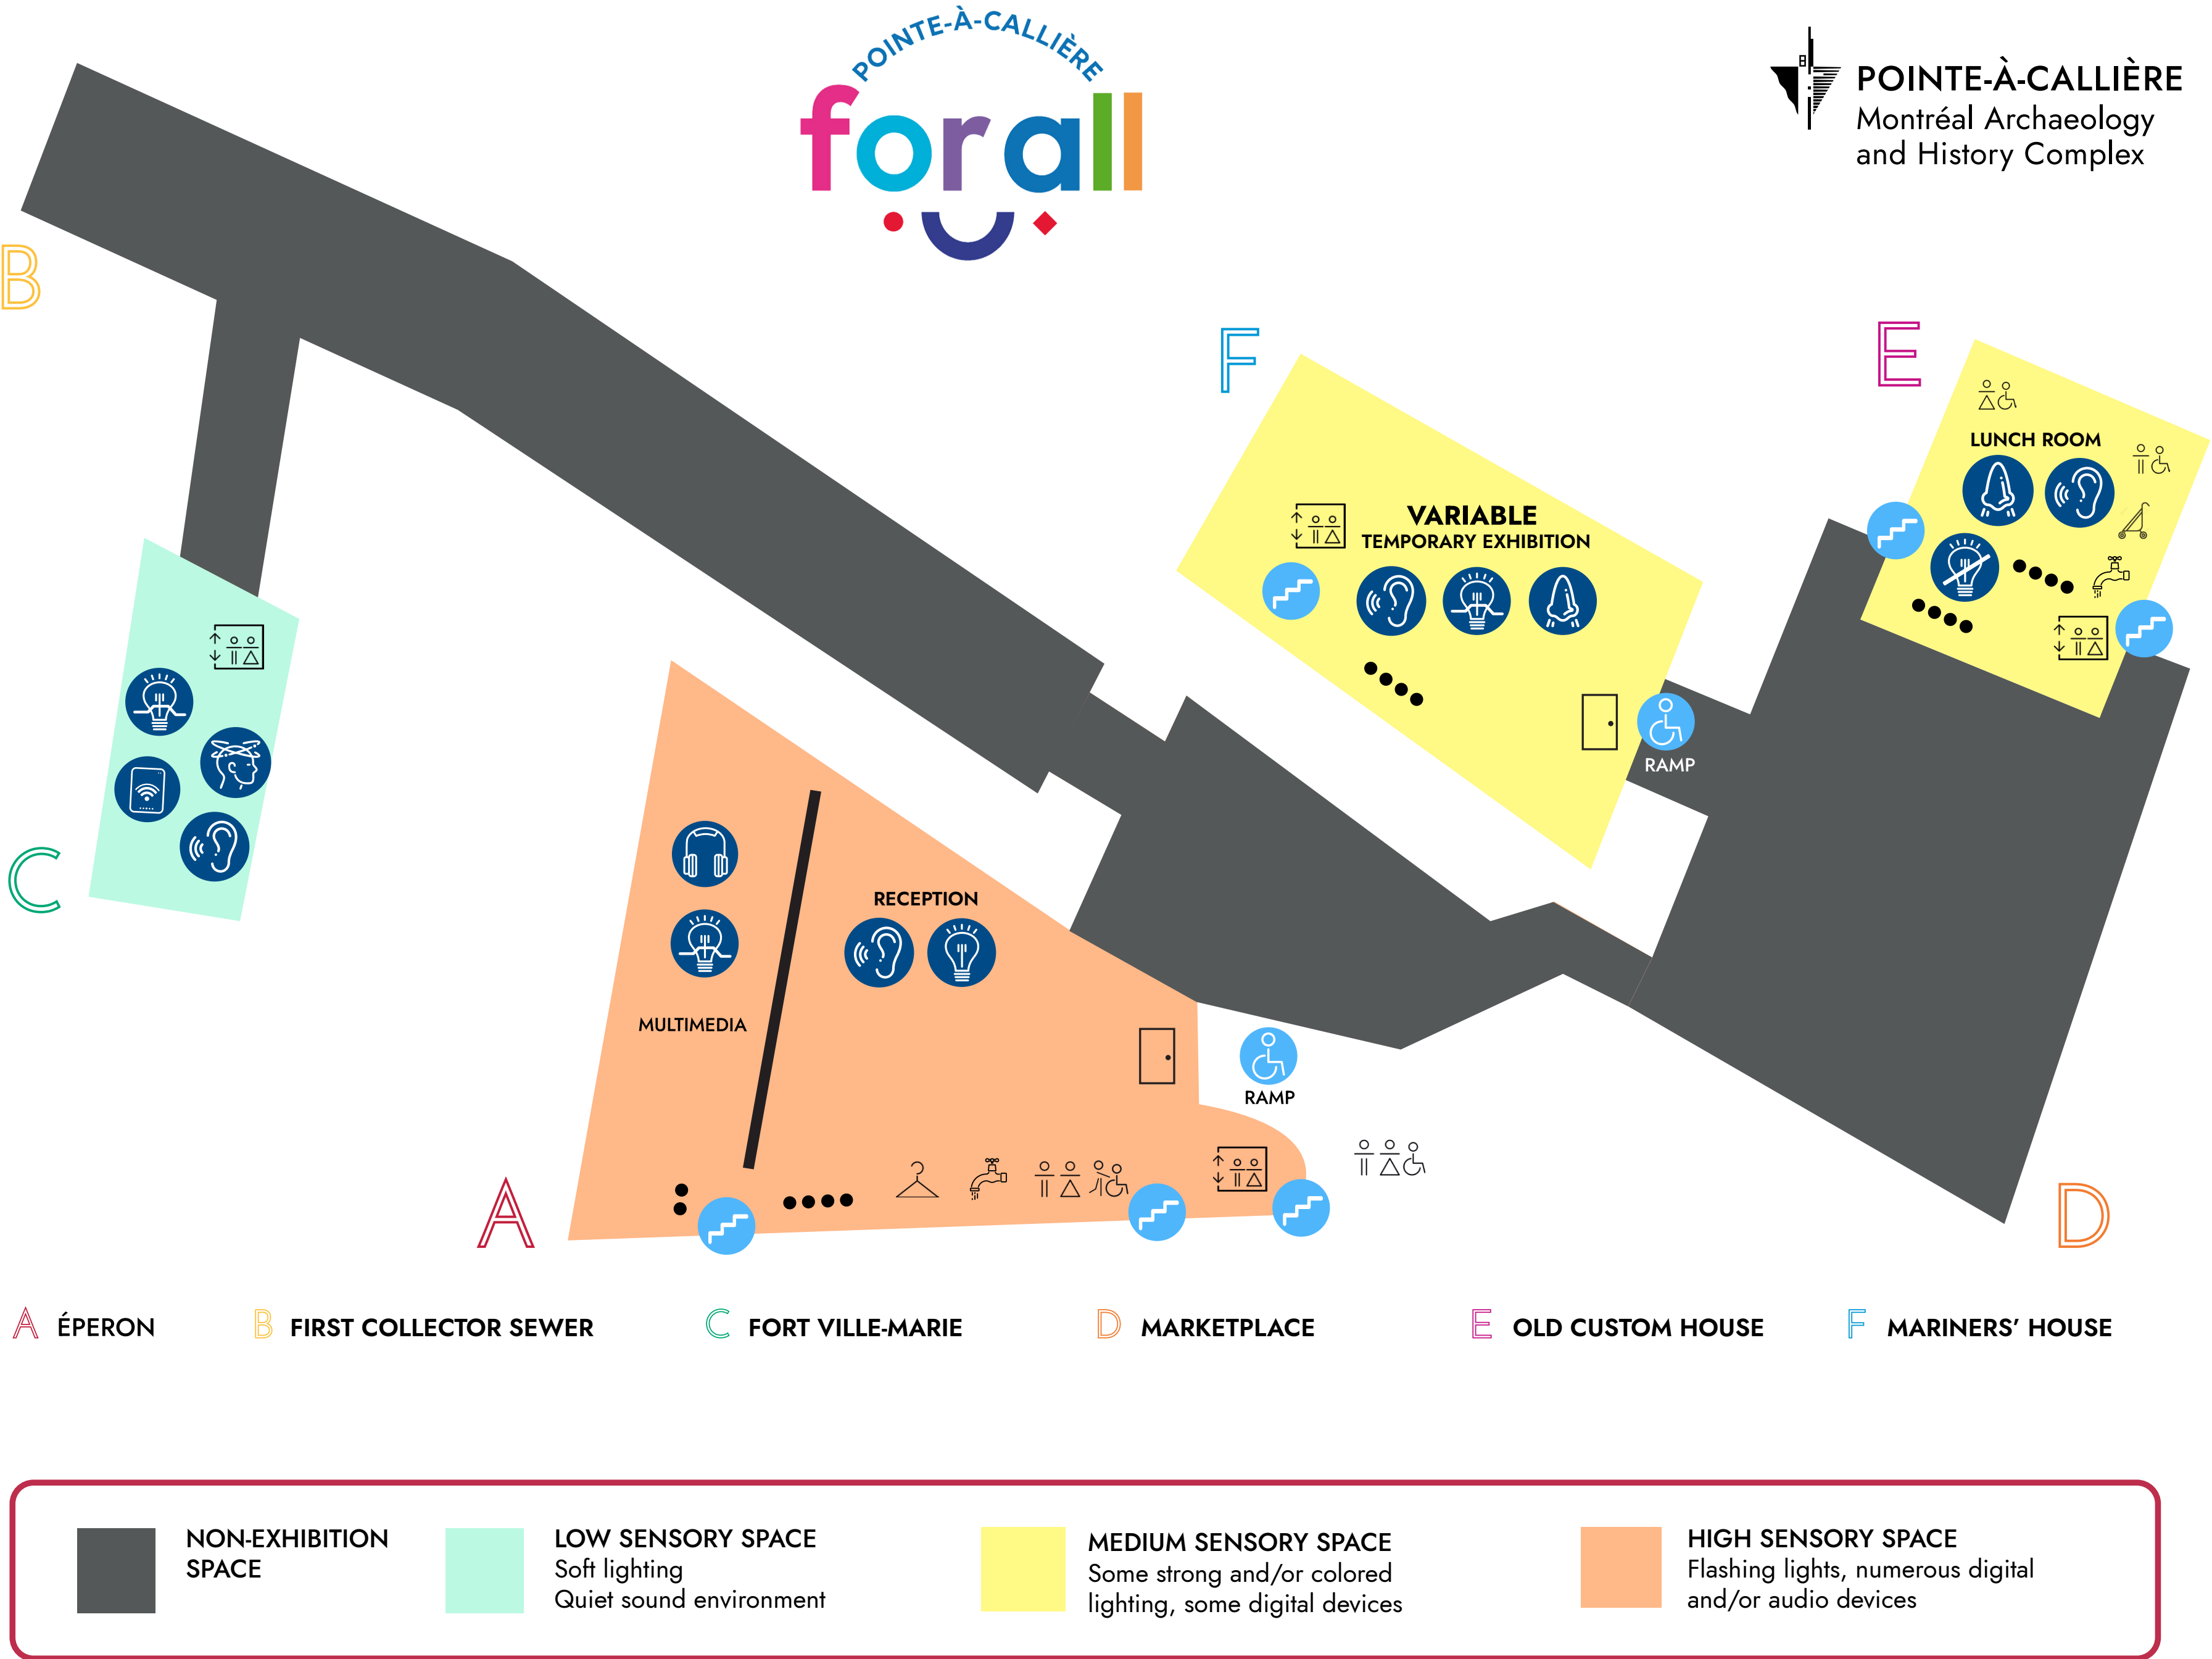 POINTE-À-CALLIÈRE
for all
POINTE-À-CALLIÈRE
Montréal Archaeology
and History Complex
B
F
E
LUNCH ROOM
VARIABLE
TEMPORARY EXHIBITION
RAMP
C
RECEPTION
MULTIMEDIA
RAMP
A
D
A ÉPERON
B FIRST COLLECTOR SEWER
C FORT VILLE-MARIE
D MARKETPLACE
E OLD CUSTOM HOUSE
F MARINERS’ HOUSE
NON-EXHIBITION
SPACE
LOW SENSORY SPACE
Soft lighting
Quiet sound environment
MEDIUM SENSORY SPACE
Some strong and/or colored
lighting, some digital devices
HIGH SENSORY SPACE
Flashing lights, numerous digital
and/or audio devices